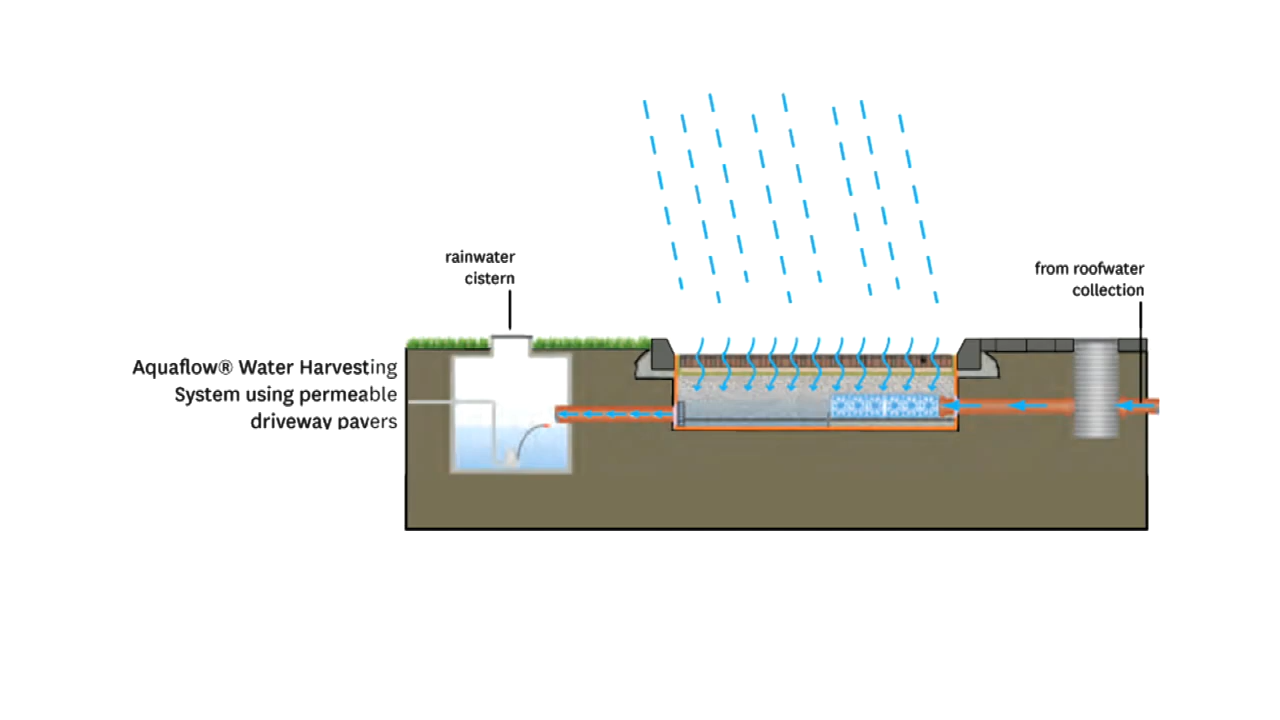 rainwater
cistern
from roofwater
collection
Aquaflow® Water Harvesting
System using permeable
driveway pavers